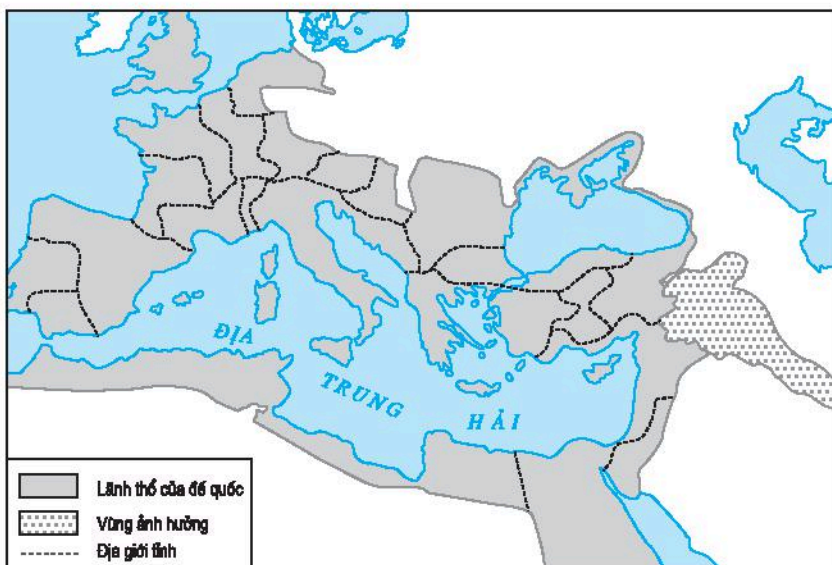 ĐỊA
TRUNG
HẢI
Lãnh thổ của đế quốc
Vùng ảnh hưởng
Địa giới tỉnh